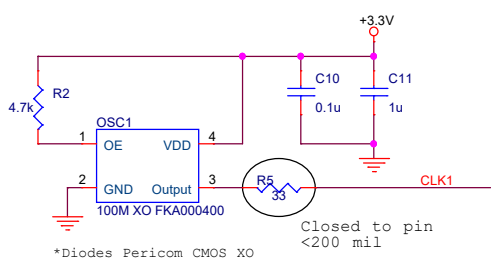 +3.3V
R2
4.7k
C10
0.1u
C11
1u
OSC1
1
OE
VDD
4
2
GND
Output
3
100M XO FKA000400
R5
33
CLK1
Closed to pin
<200 mil
*Diodes Pericom CMOS XO